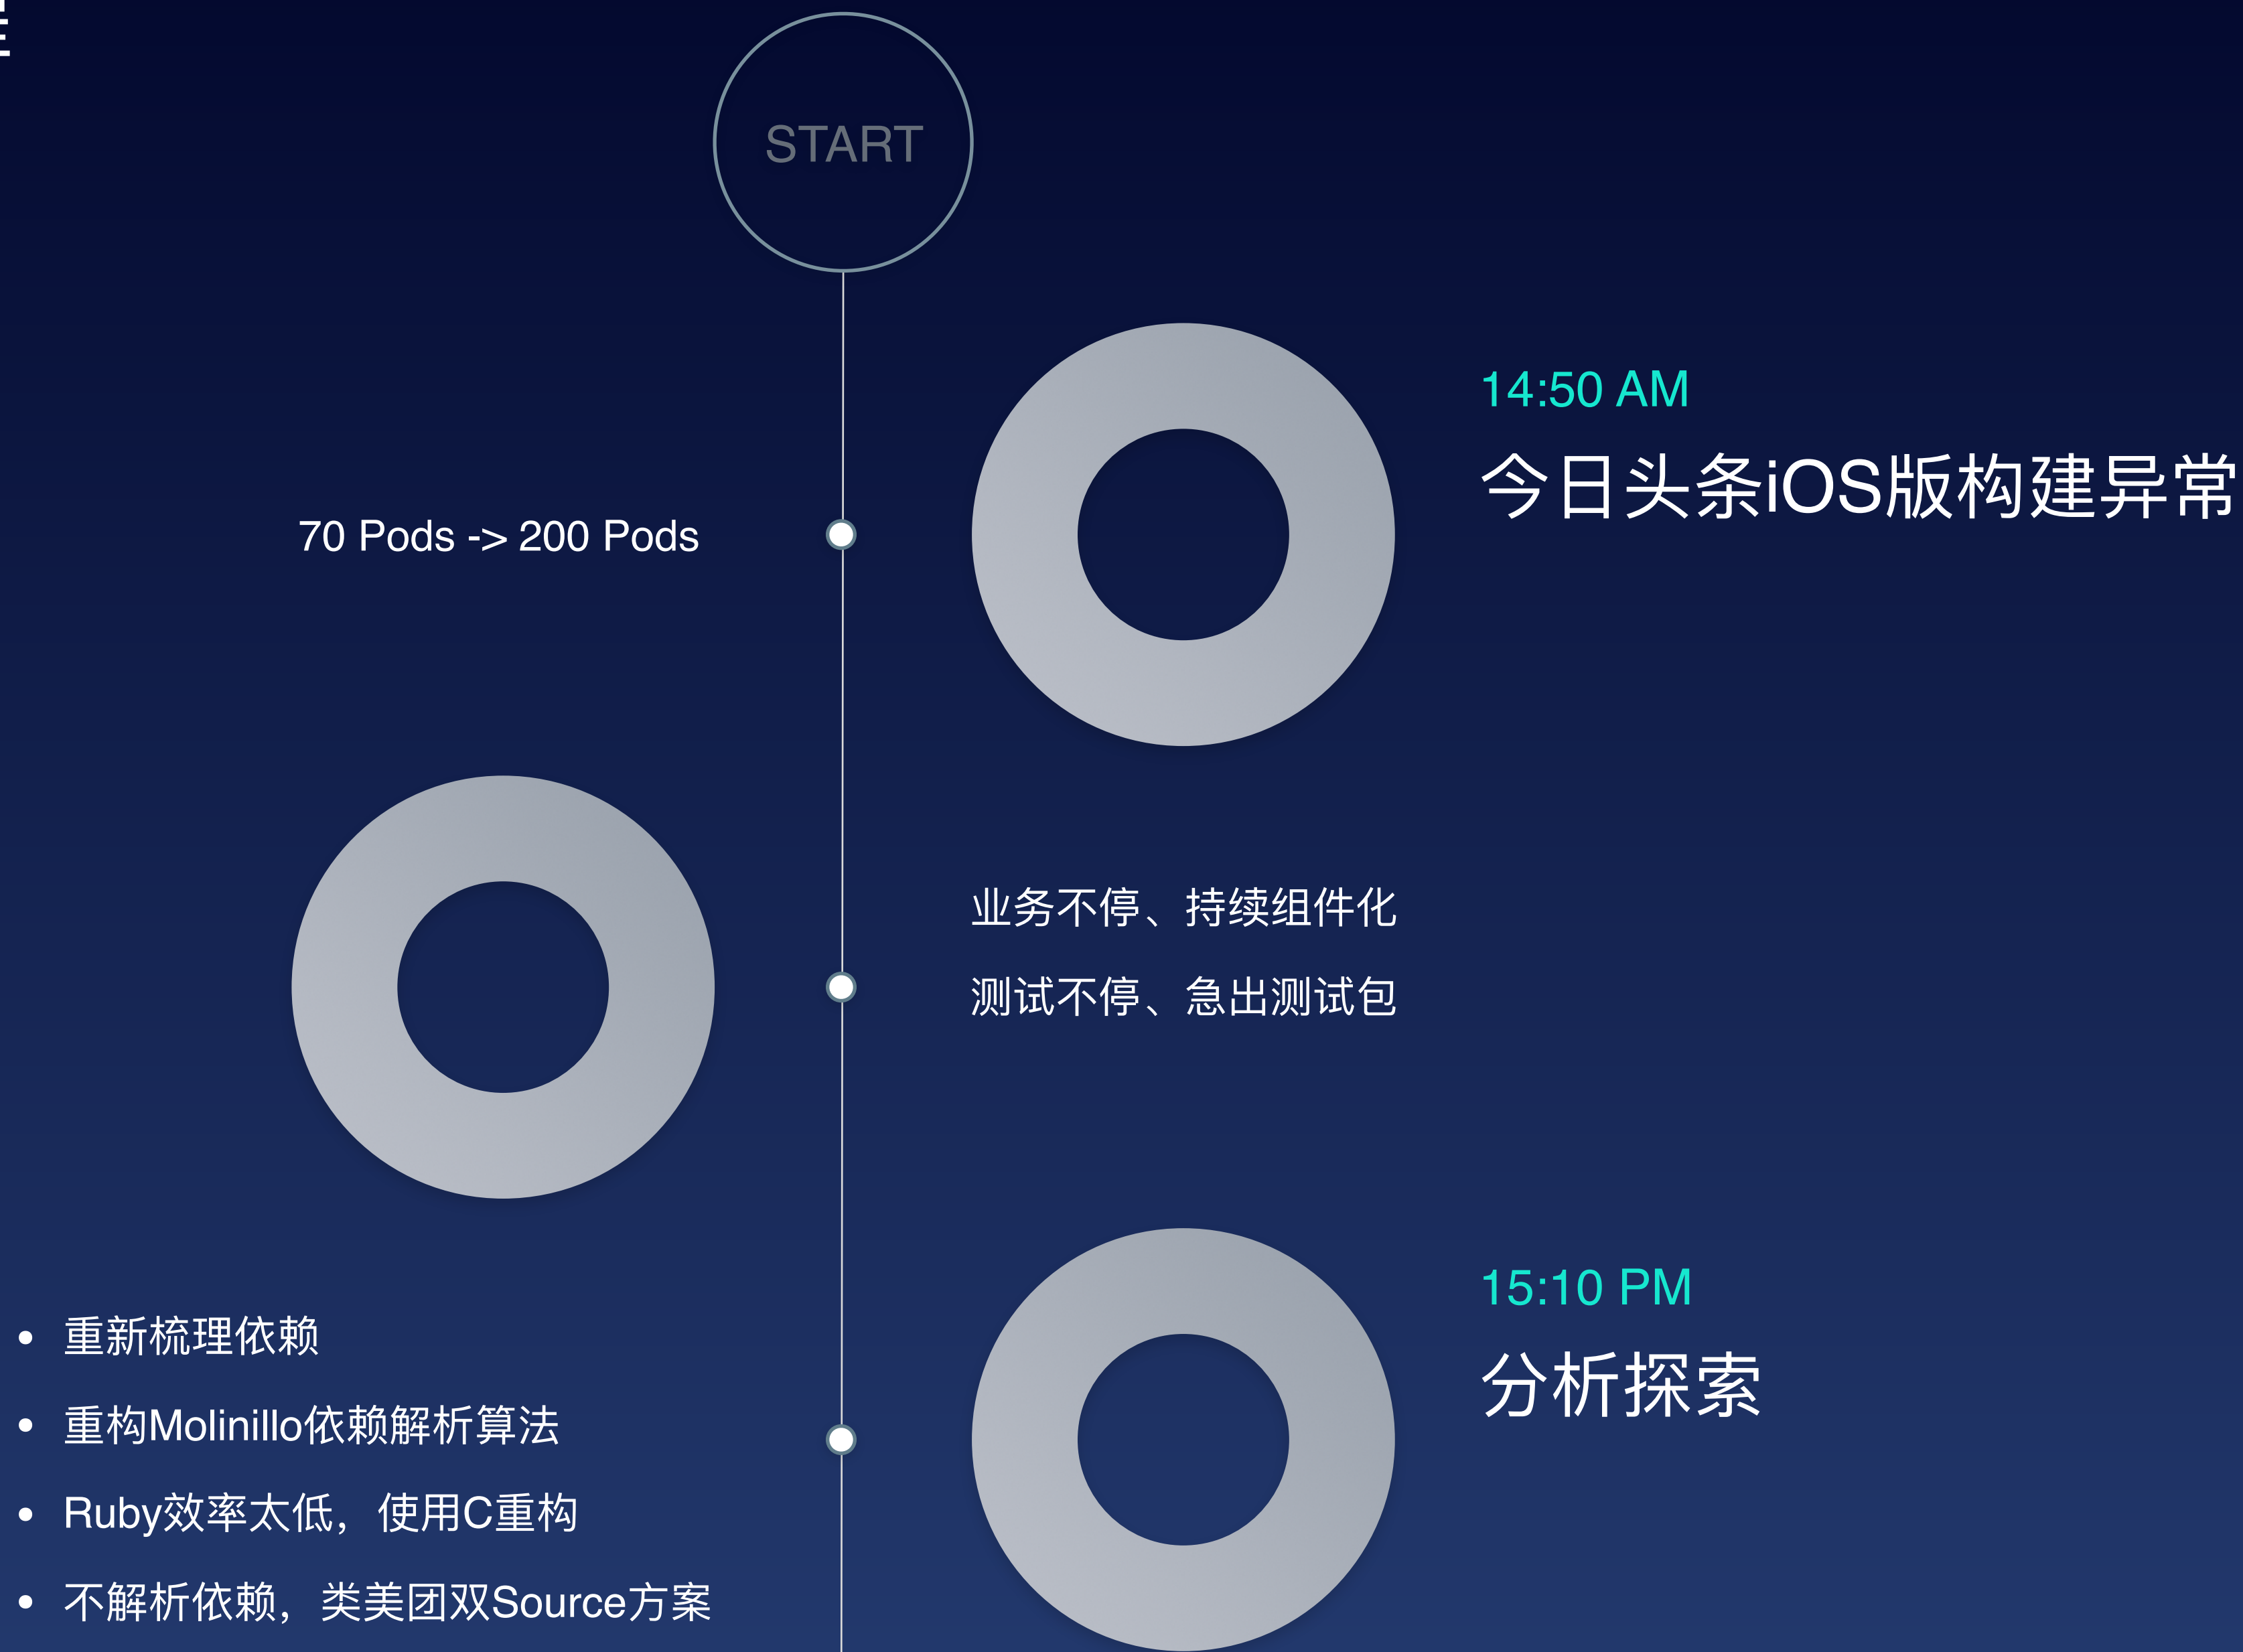 START
14:50 AM
今日头条iOS版构建异常
70 Pods -> 200 Pods
业务不停、持续组件化
测试不停、急出测试包
15:10 PM
分析探索
重新梳理依赖
重构Molinillo依赖解析算法
Ruby效率太低，使用C重构
不解析依赖，类美团双Source方案